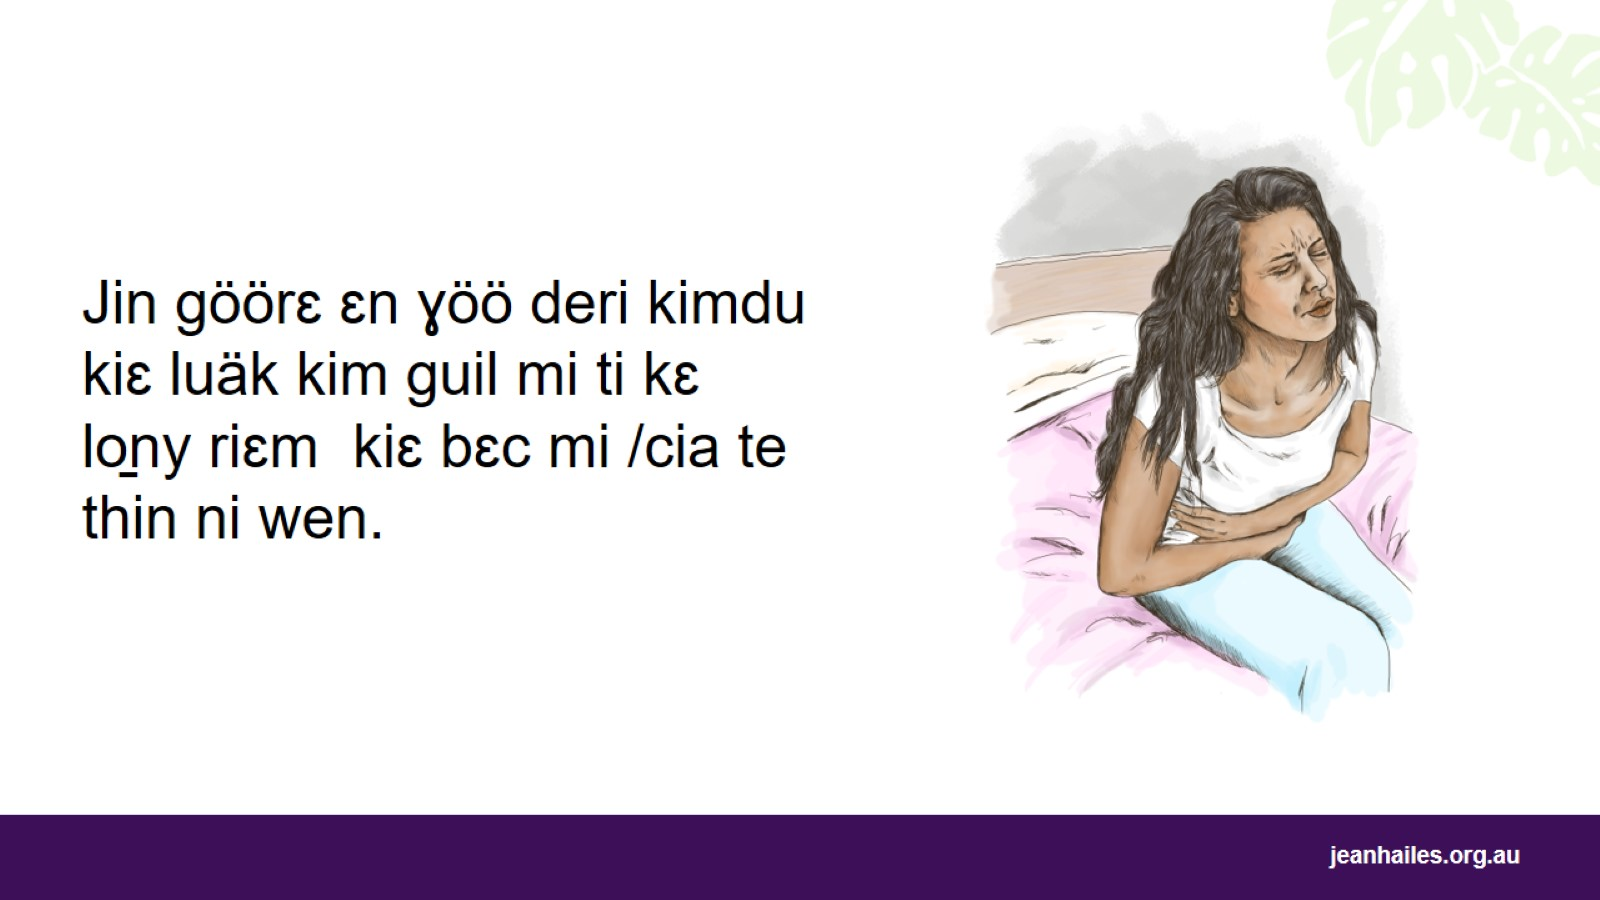 Jin göörɛ ɛn ɣöö deri kimdu
kiɛ luäk kim guil mi ti kɛ
lo̱ny riɛm  kiɛ bɛc mi /cia te
thin ni wen.
jeanhailes.org.au